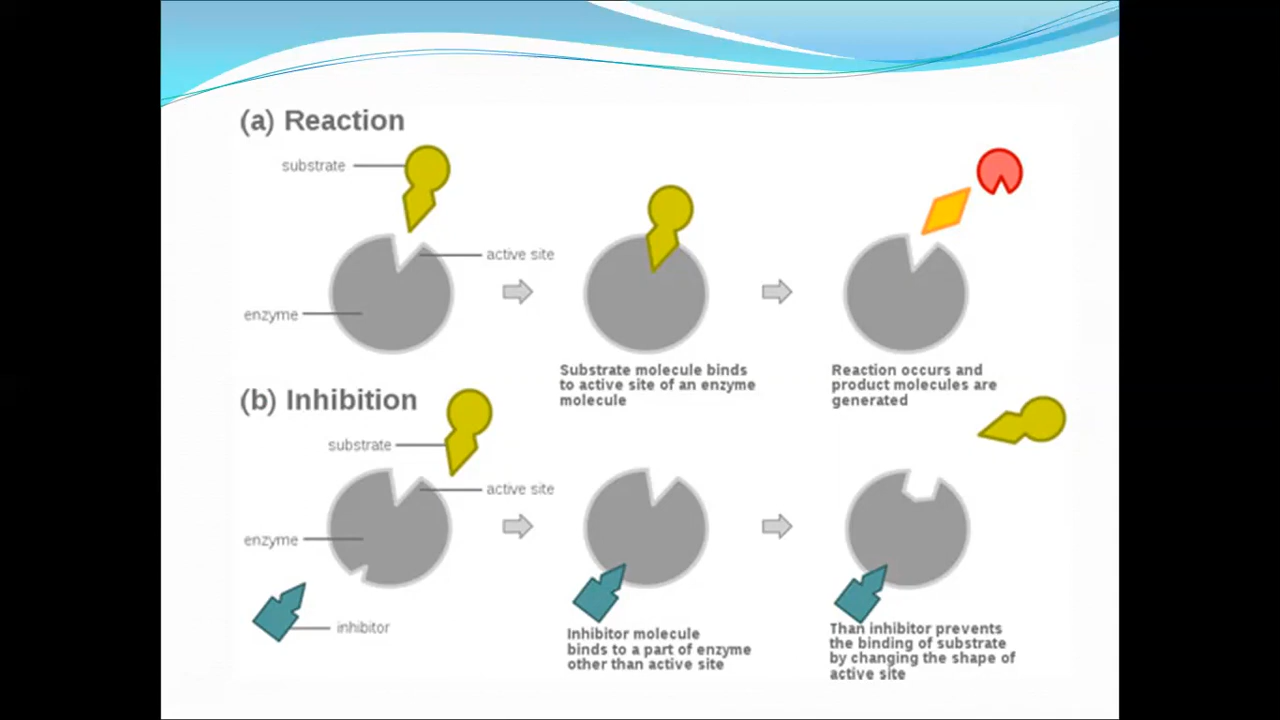 (a) Reaction
substrate
active site
enzyme
Substrate molecule binds
to active site of an enzyme
molecule
Reaction occurs and
product molecules are
generated
(b) Inhibition
substrate
active site
enzyme
inhibitor
Inhibitor molecule
binds to a part of enzyme
other than active site
Than inhibitor prevents
the binding of substrate
by changing the shape of
active site